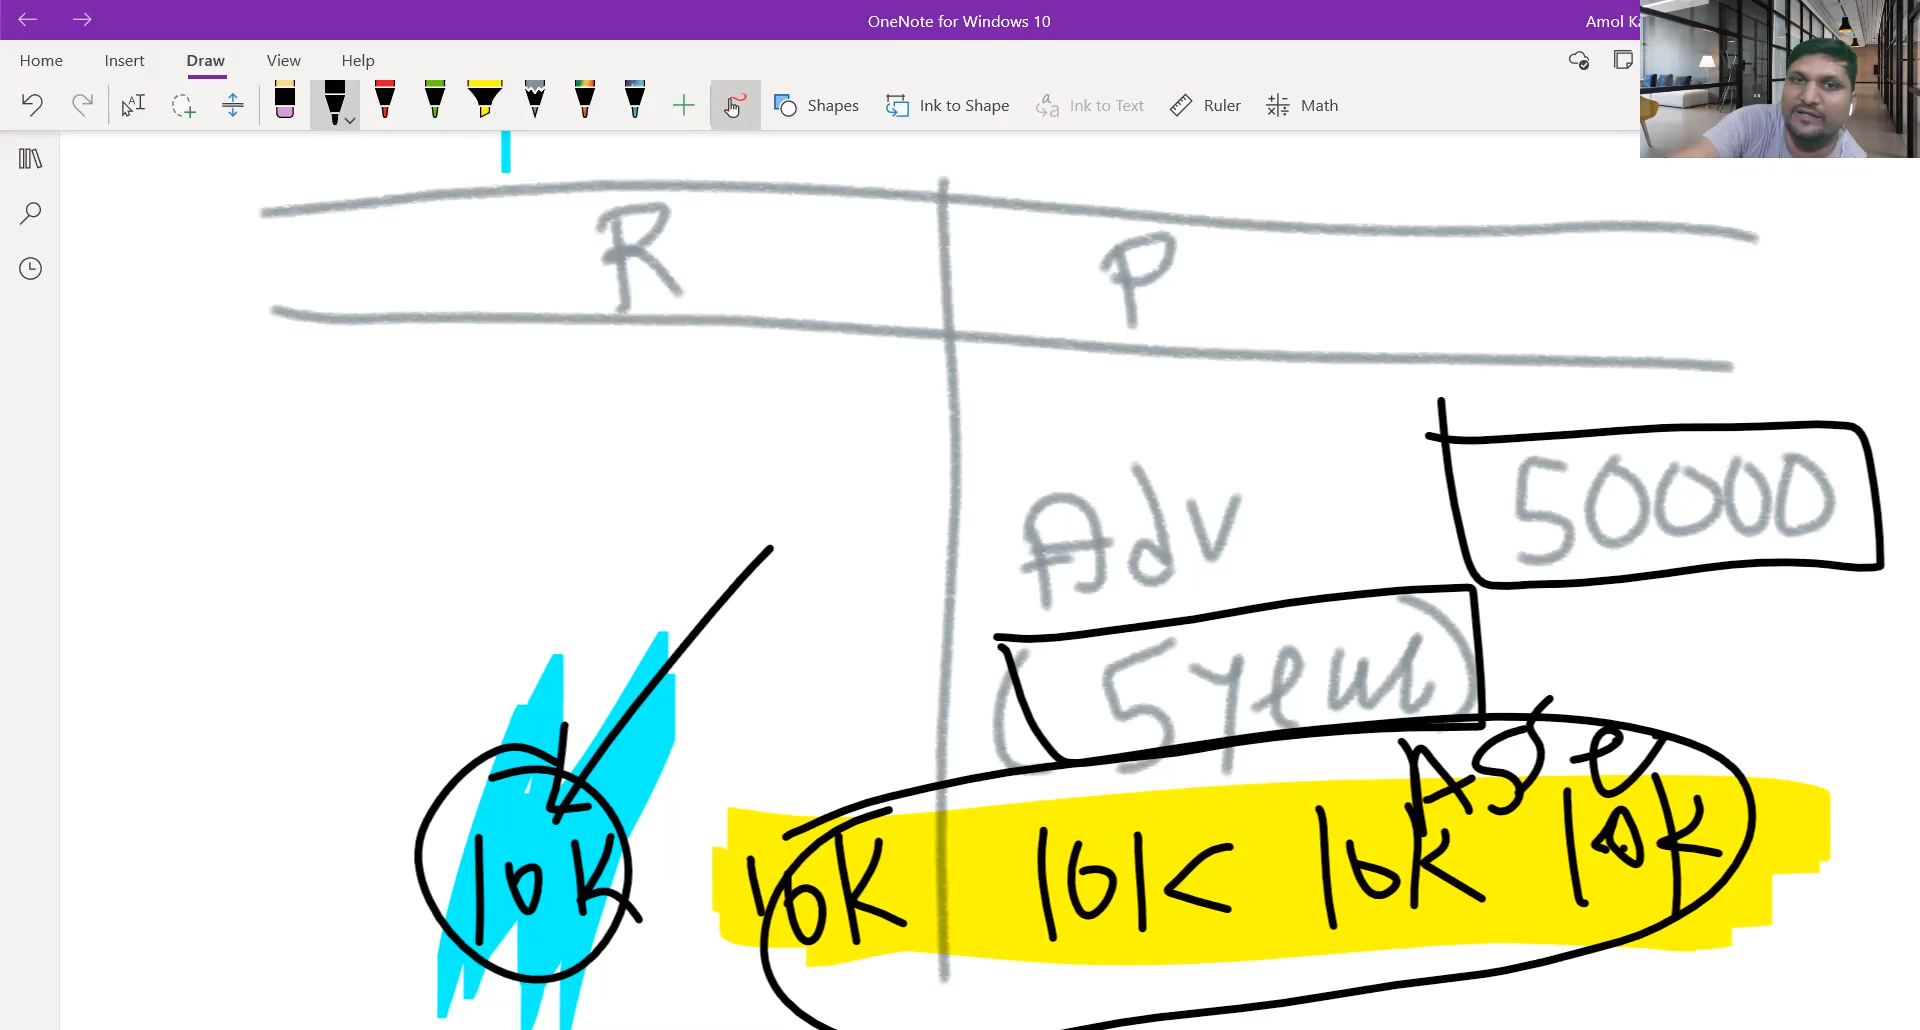 OneNote for Windows 10
Amol Ka
Home Insert Draw View Help
Shapes Ink to Shape Ink to Text Ruler Math
R P
Adv 50000
(5 year)
10K 10K 10K 10K 10K